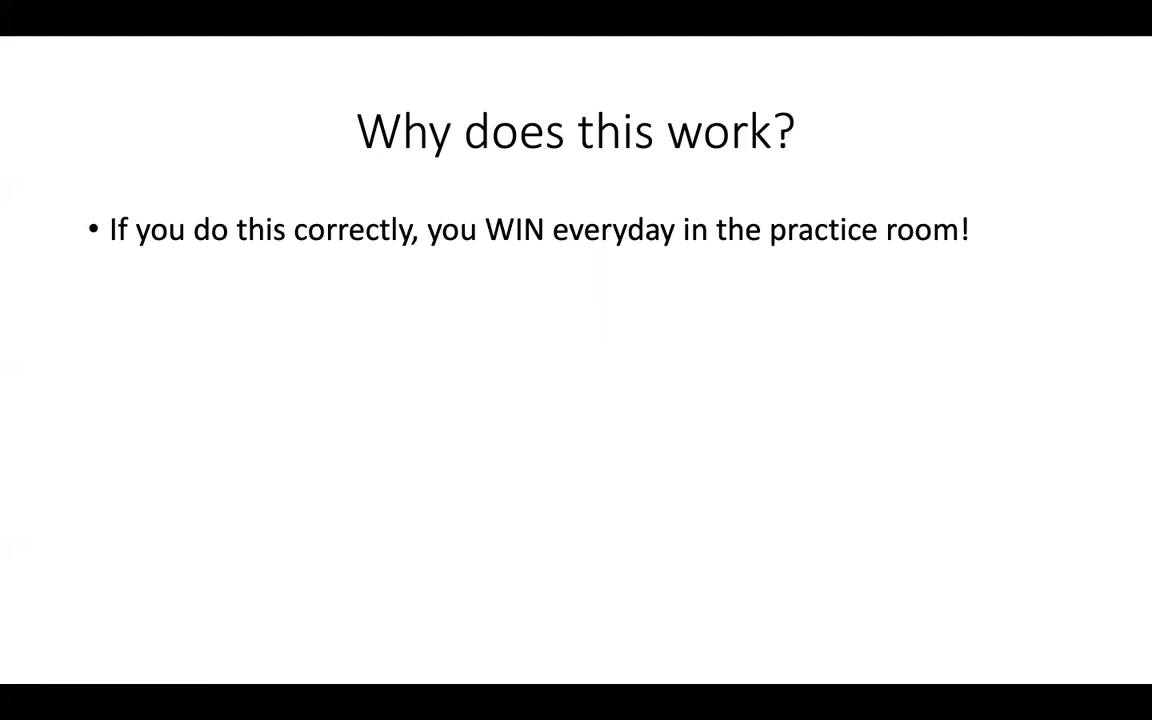 Why does this work?
• If you do this correctly, you WIN everyday in the practice room!